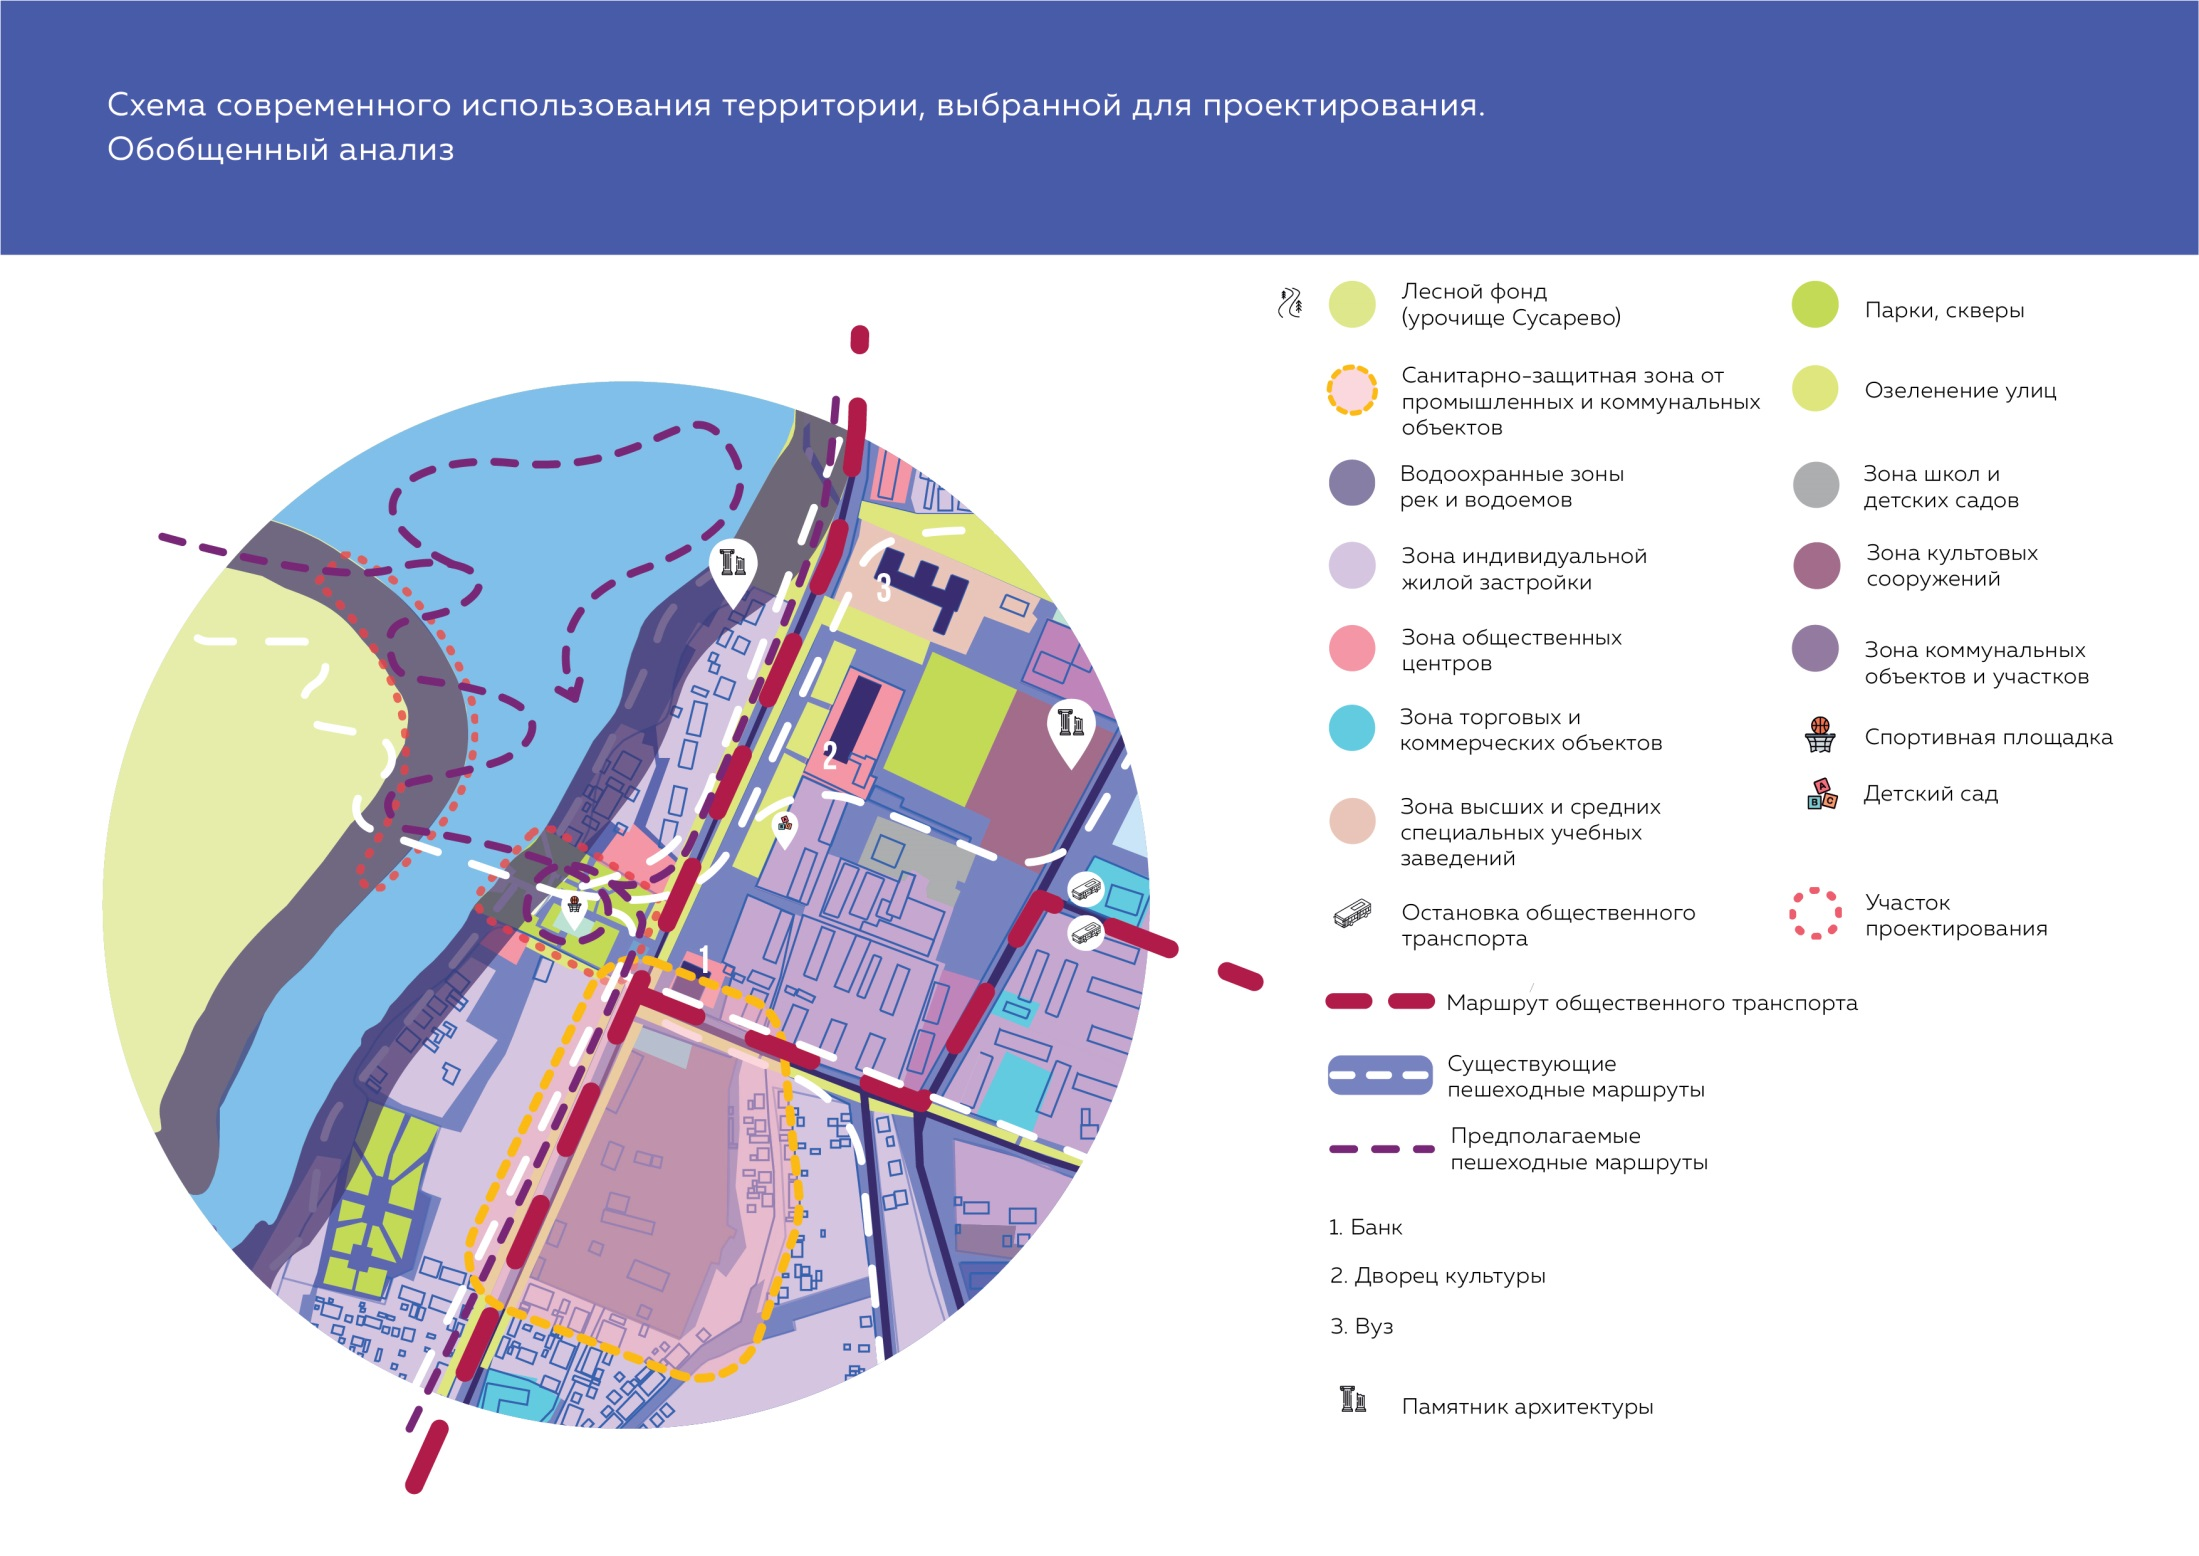 Схема современного использования территории, выбранной для проектирования.
Обобщенный анализ
Лесной фонд
(урочище Сусарево)
Санитарно-защитная зона от
промышленных и коммунальных
объектов
Водоохранные зоны
рек и водоемов
Зона индивидуальной
жилой застройки
Зона общественных
центров
Зона торговых и
коммерческих объектов
Зона высших и средних
специальных учебных
заведений
Остановка общественного
транспорта
Маршрут общественного транспорта
Существующие
пешеходные маршруты
Предполагаемые
пешеходные маршруты
1. Банк
2. Дворец культуры
3. Вуз
Памятник архитектуры
Парки, скверы
Озеленение улиц
Зона школ и
детских садов
Зона культовых
сооружений
Зона коммунальных
объектов и участков
Спортивная площадка
A
B C
Детский сад
Участок
проектирования
3
2
1